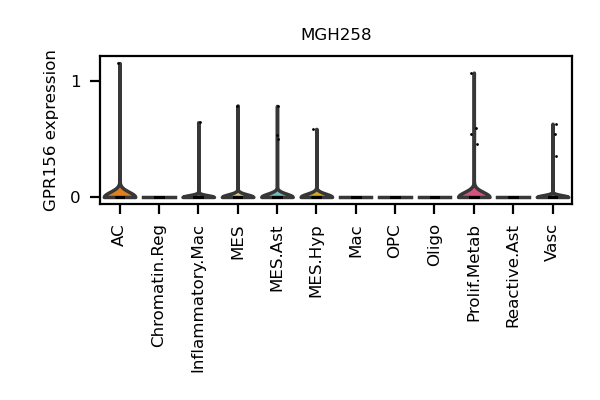 MGH258
GPR156 expression
1
0
AC
Chromatin.Reg
Inflammatory.Mac
MES
MES.Ast
MES.Hyp
Mac
OPC
Oligo
Prolif.Metab
Reactive.Ast
Vasc